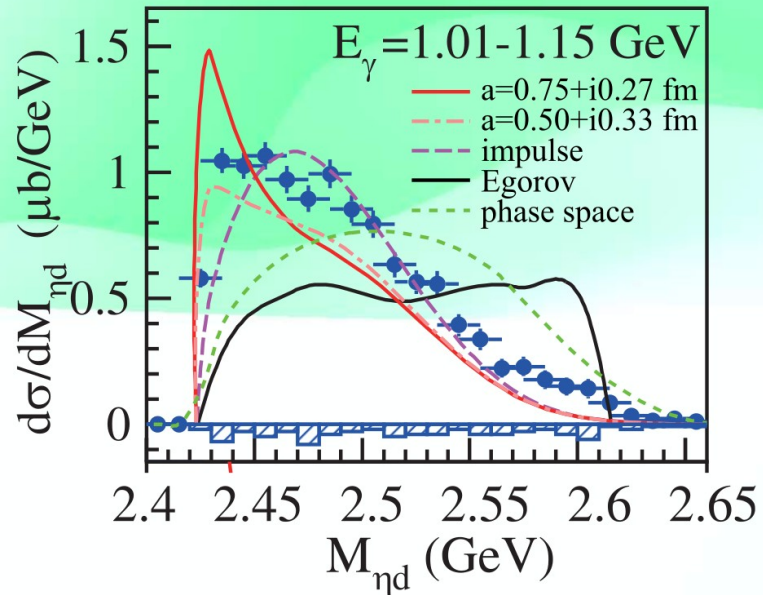 E_γ=1.01-1.15 GeV
a=0.75+i0.27 fm
a=0.50+i0.33 fm
impulse
Egorov
phase space
dσ/dM_ηd (μb/GeV)
1.5
1
0.5
0
2.4 2.45 2.5 2.55 2.6 2.65
M_ηd (GeV)